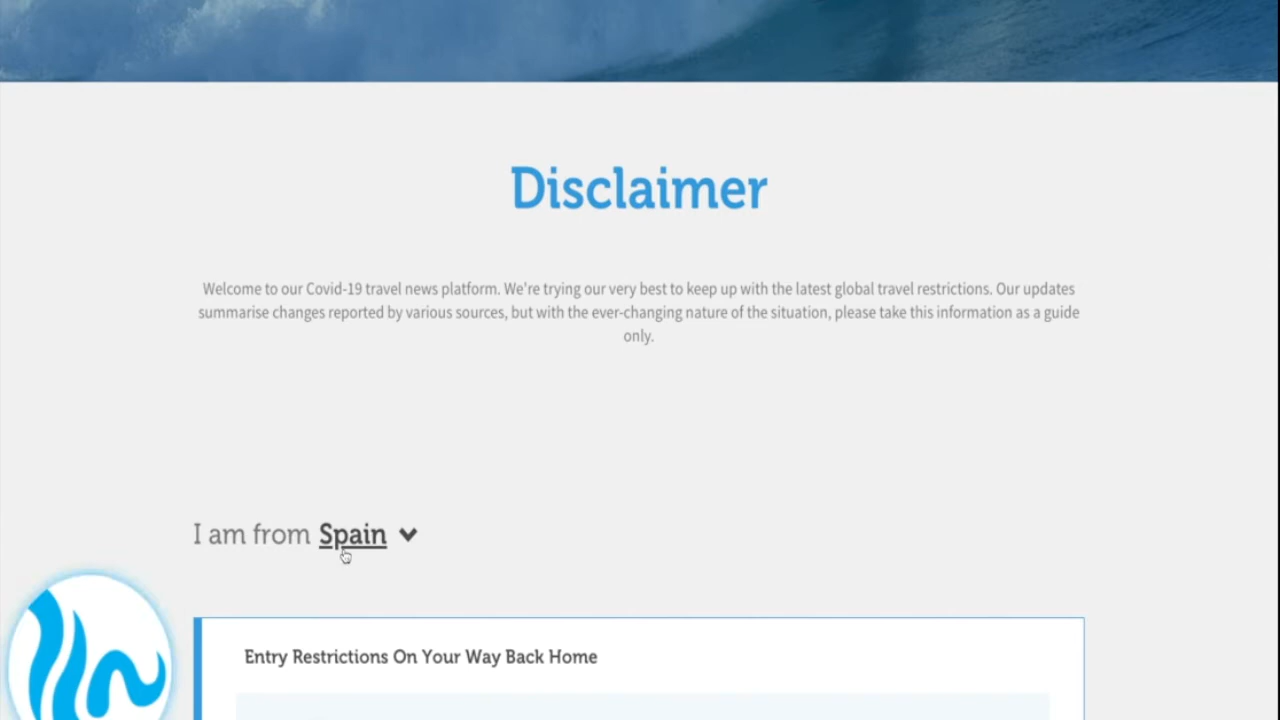 Disclaimer
Welcome to our Covid-19 travel news platform. We're trying our very best to keep up with the latest global travel restrictions. Our updates
summarise changes reported by various sources, but with the ever-changing nature of the situation, please take this information as a guide
only.
I am from Spain
Entry Restrictions On Your Way Back Home